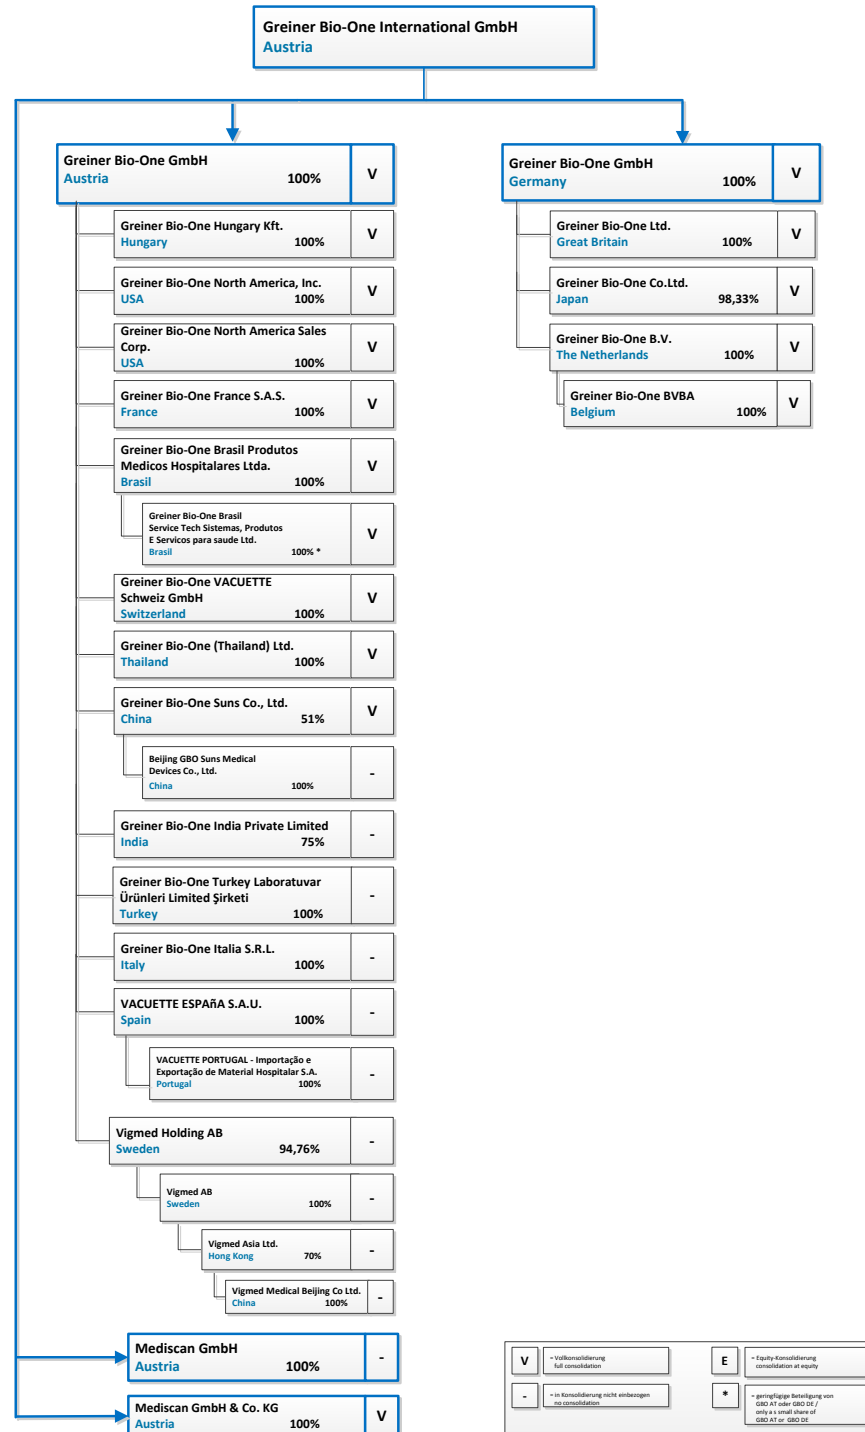 Greiner Bio-One International GmbH
Austria
Greiner Bio-One GmbH
Austria 100% V
Greiner Bio-One Hungary Kft.
Hungary 100% V
Greiner Bio-One North America, Inc.
USA 100% V
Greiner Bio-One North America Sales
Corp.
USA 100% V
Greiner Bio-One France S.A.S.
France 100% V
Greiner Bio-One Brasil Produtos
Medicos Hospitalares Ltda.
Brasil 100% V
Greiner Bio-One Brasil
Service Tech Sistemas, Produtos
E Servicos para saude Ltd.
Brasil 100% * V
Greiner Bio-One VACUETTE
Schweiz GmbH
Switzerland 100% V
Greiner Bio-One (Thailand) Ltd.
Thailand 100% V
Greiner Bio-One Suns Co., Ltd.
China 51% V
Beijing GBO Suns Medical
Devices Co., Ltd.
China 100% -
Greiner Bio-One India Private Limited
India 75% -
Greiner Bio-One Turkey Laboratuvar
Ürünleri Limited Şirketi
Turkey 100% -
Greiner Bio-One Italia S.R.L.
Italy 100% -
VACUETTE ESPAñA S.A.U.
Spain 100% -
VACUETTE PORTUGAL - Importação e
Exportação de Material Hospitalar S.A.
Portugal 100% -
Vigmed Holding AB
Sweden 94,76% -
Vigmed AB
Sweden 100% -
Vigmed Asia Ltd.
Hong Kong 70% -
Vigmed Medical Beijing Co Ltd.
China 100% -
Mediscan GmbH
Austria 100% -
Mediscan GmbH & Co. KG
Austria 100% V
Greiner Bio-One GmbH
Germany 100% V
Greiner Bio-One Ltd.
Great Britain 100% V
Greiner Bio-One Co.Ltd.
Japan 98,33% V
Greiner Bio-One B.V.
The Netherlands 100% V
Greiner Bio-One BVBA
Belgium 100% V
V = Vollkonsolidierung
full consolidation
E = Equity-Konsolidierung
consolidation at equity
- = in Konsolidierung nicht einbezogen
no consolidation
* = geringfügige Beteiligung von
GBO AT oder GBO DE /
only a s small share of
GBO AT or GBO DE